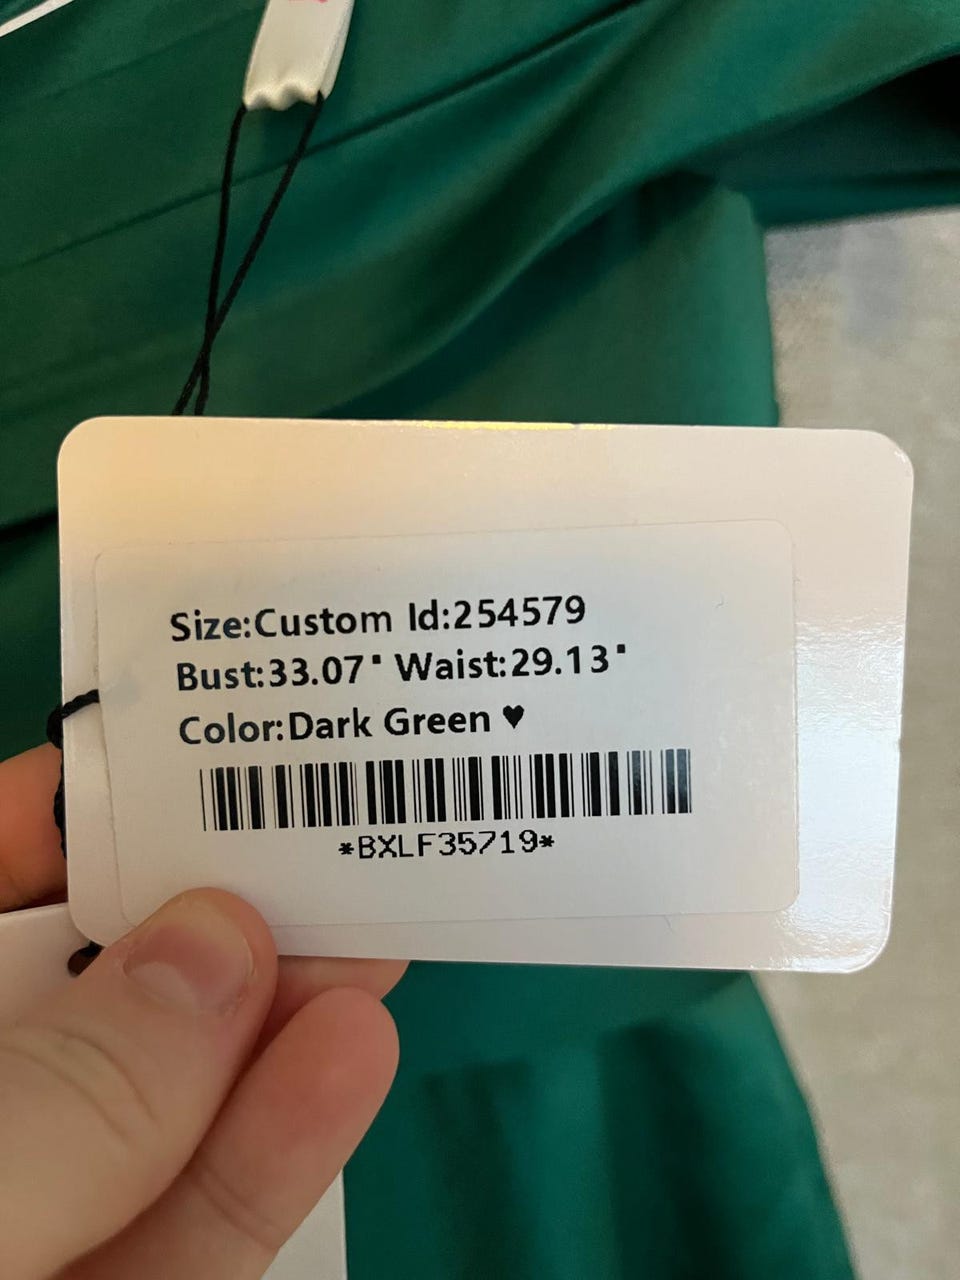 Size:Custom Id:254579
Bust:33.07" Waist:29.13"
Color:Dark Green ♥
*BXLF35719*